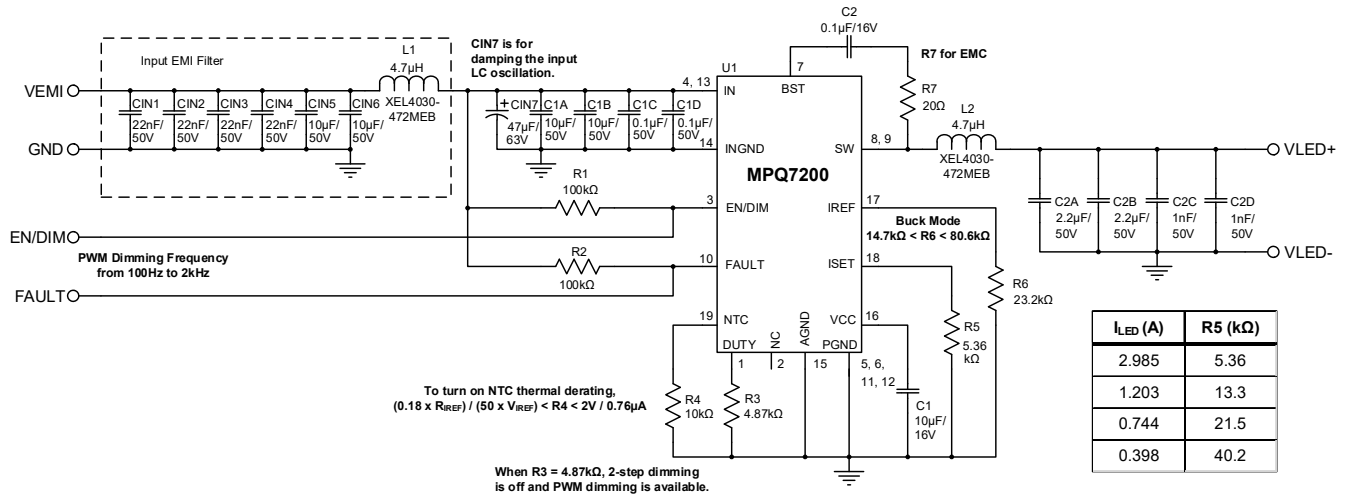 C2
0.1µF/16V
CIN7 is for
damping the input
LC oscillation.
R7 for EMC
Input EMI Filter
L1
4.7µH
XEL4030-
472MEB
VEMI
GND
CIN1
22nF/
50V
CIN2
22nF/
50V
CIN3
22nF/
50V
CIN4
22nF/
50V
CIN5
10µF/
50V
CIN6
10µF/
50V
+
CIN7
47µF/
63V
C1A
10µF/
50V
C1B
10µF/
50V
C1C
0.1µF/
50V
C1D
0.1µF/
50V
U1
7
BST
4, 13
IN
14
INGND
MPQ7200
SW
8, 9
R7
20Ω
L2
4.7µH
XEL4030-
472MEB
VLED+
C2A
2.2µF/
50V
C2B
2.2µF/
50V
C2C
1nF/
50V
C2D
1nF/
50V
VLED-
R1
100kΩ
3
EN/DIM
IREF
17
EN/DIM
Buck Mode
14.7kΩ < R6 < 80.6kΩ
PWM Dimming Frequency
from 100Hz to 2kHz
R2
100kΩ
10
FAULT
ISET
18
FAULT
R6
23.2kΩ
19
NTC
VCC
16
R5
5.36
kΩ
DUTY
NC
AGND
PGND
1
2
15
5, 6,
11, 12
To turn on NTC thermal derating,
(0.18 x RIREF) / (50 x VIREF) < R4 < 2V / 0.76µA
R4
10kΩ
R3
4.87kΩ
C1
10µF/
16V
When R3 = 4.87kΩ, 2-step dimming
is off and PWM dimming is available.
ILED (A) R5 (kΩ)
2.985 5.36
1.203 13.3
0.744 21.5
0.398 40.2